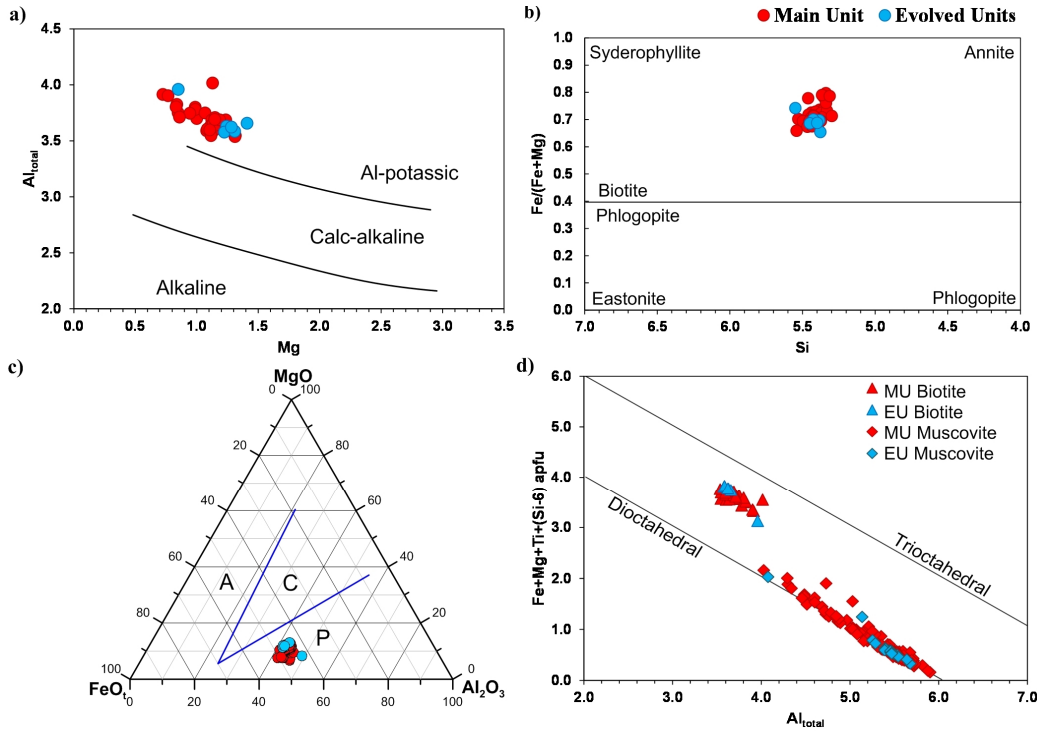 a)
4.5
4.0
3.5
3.0
2.5
2.0
Al_total
Al-potassic
Calc-alkaline
Alkaline
0.0 0.5 1.0 1.5 2.0 2.5 3.0 3.5
Mg
b)
Main Unit Evolved Units
1.0
0.9
0.8
0.7
0.6
0.5
0.4
0.3
0.2
0.1
0.0
Fe/(Fe+Mg)
Syderophyllite Annite
Biotite
Phlogopite
Eastonite Phlogopite
7.0 6.5 6.0 5.5 5.0 4.5 4.0
Si
c)
MgO
0 100
20 80
40 60
60 40
80 20
100 0
A C
P
FeOt Al2O3
0 20 40 60 80 100
d)
6.0
5.0
4.0
3.0
2.0
1.0
0.0
Fe+Mg+Ti+(Si-6) apfu
MU Biotite
EU Biotite
MU Muscovite
EU Muscovite
Dioctahedral
Trioctahedral
2.0 3.0 4.0 5.0 6.0 7.0
Al_total